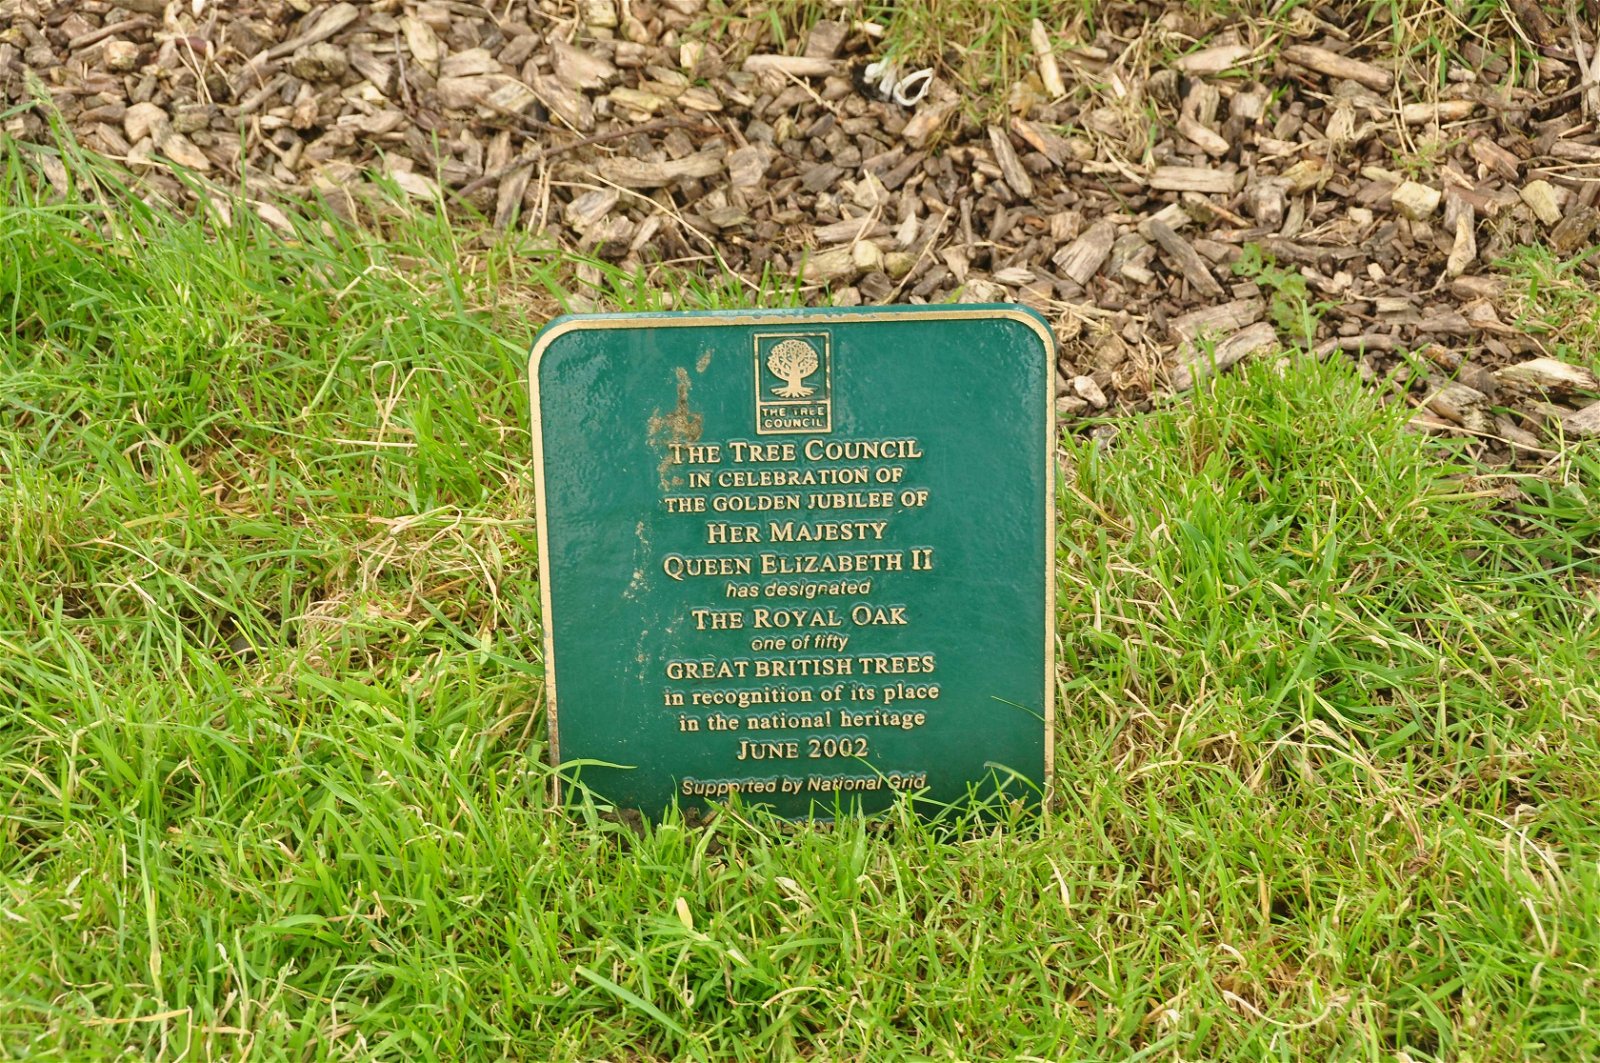 THE TREE
COUNCIL
THE TREE COUNCIL
IN CELEBRATION OF
THE GOLDEN JUBILEE OF
HER MAJESTY
QUEEN ELIZABETH II
has designated
THE ROYAL OAK
one of fifty
GREAT BRITISH TREES
in recognition of its place
in the national heritage
JUNE 2002
Supported by National Grid